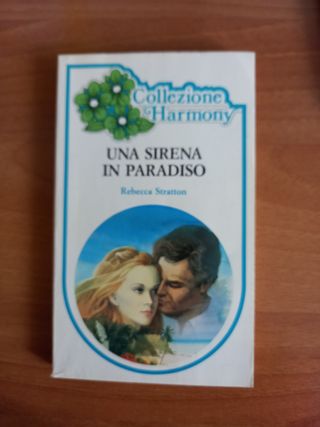 Collezione
Harmony
UNA SIRENA
IN PARADISO
Rebecca Stratton